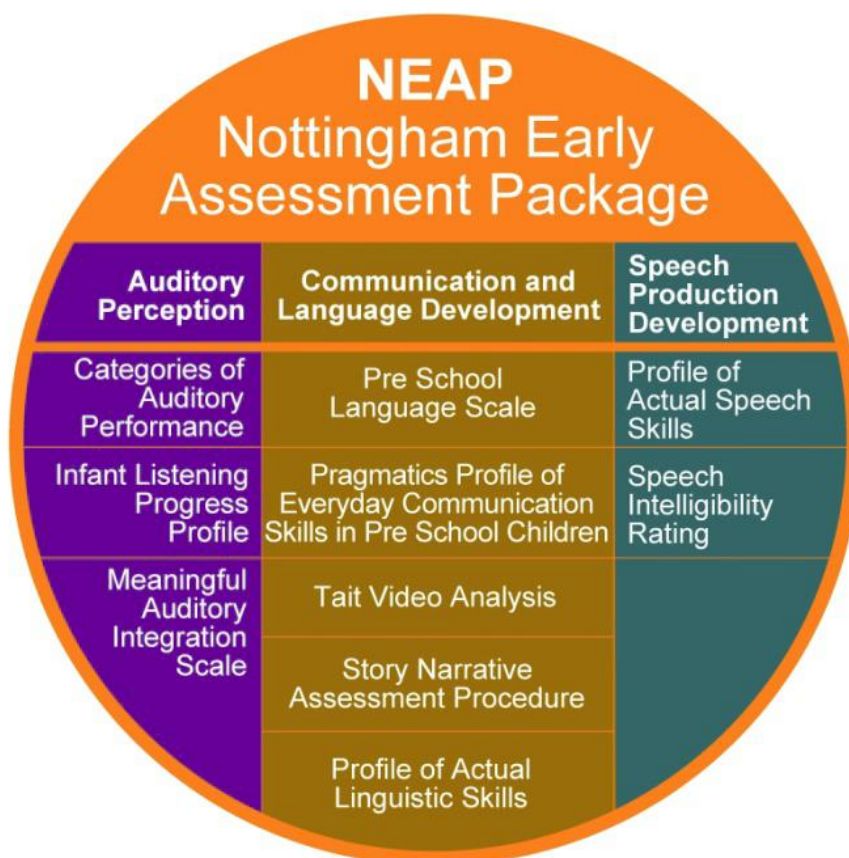 NEAP
Nottingham Early
Assessment Package
Auditory
Perception
Communication and
Language Development
Speech
Production
Development
Categories of
Auditory
Performance
Pre School
Language Scale
Profile of
Actual Speech
Skills
Infant Listening
Progress
Profile
Pragmatics Profile of
Everyday Communication
Skills in Pre School Children
Speech
Intelligibility
Rating
Meaningful
Auditory
Integration
Scale
Tait Video Analysis
Story Narrative
Assessment Procedure
Profile of Actual
Linguistic Skills